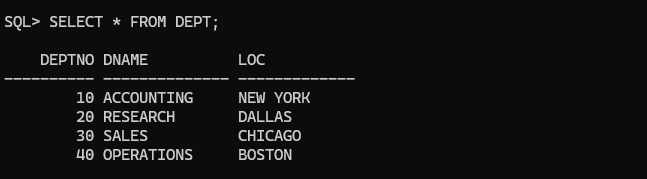 SQL> SELECT * FROM DEPT;
    DEPTNO DNAME          LOC
---------- -------------- -------------
        10 ACCOUNTING     NEW YORK
        20 RESEARCH       DALLAS
        30 SALES          CHICAGO
        40 OPERATIONS     BOSTON